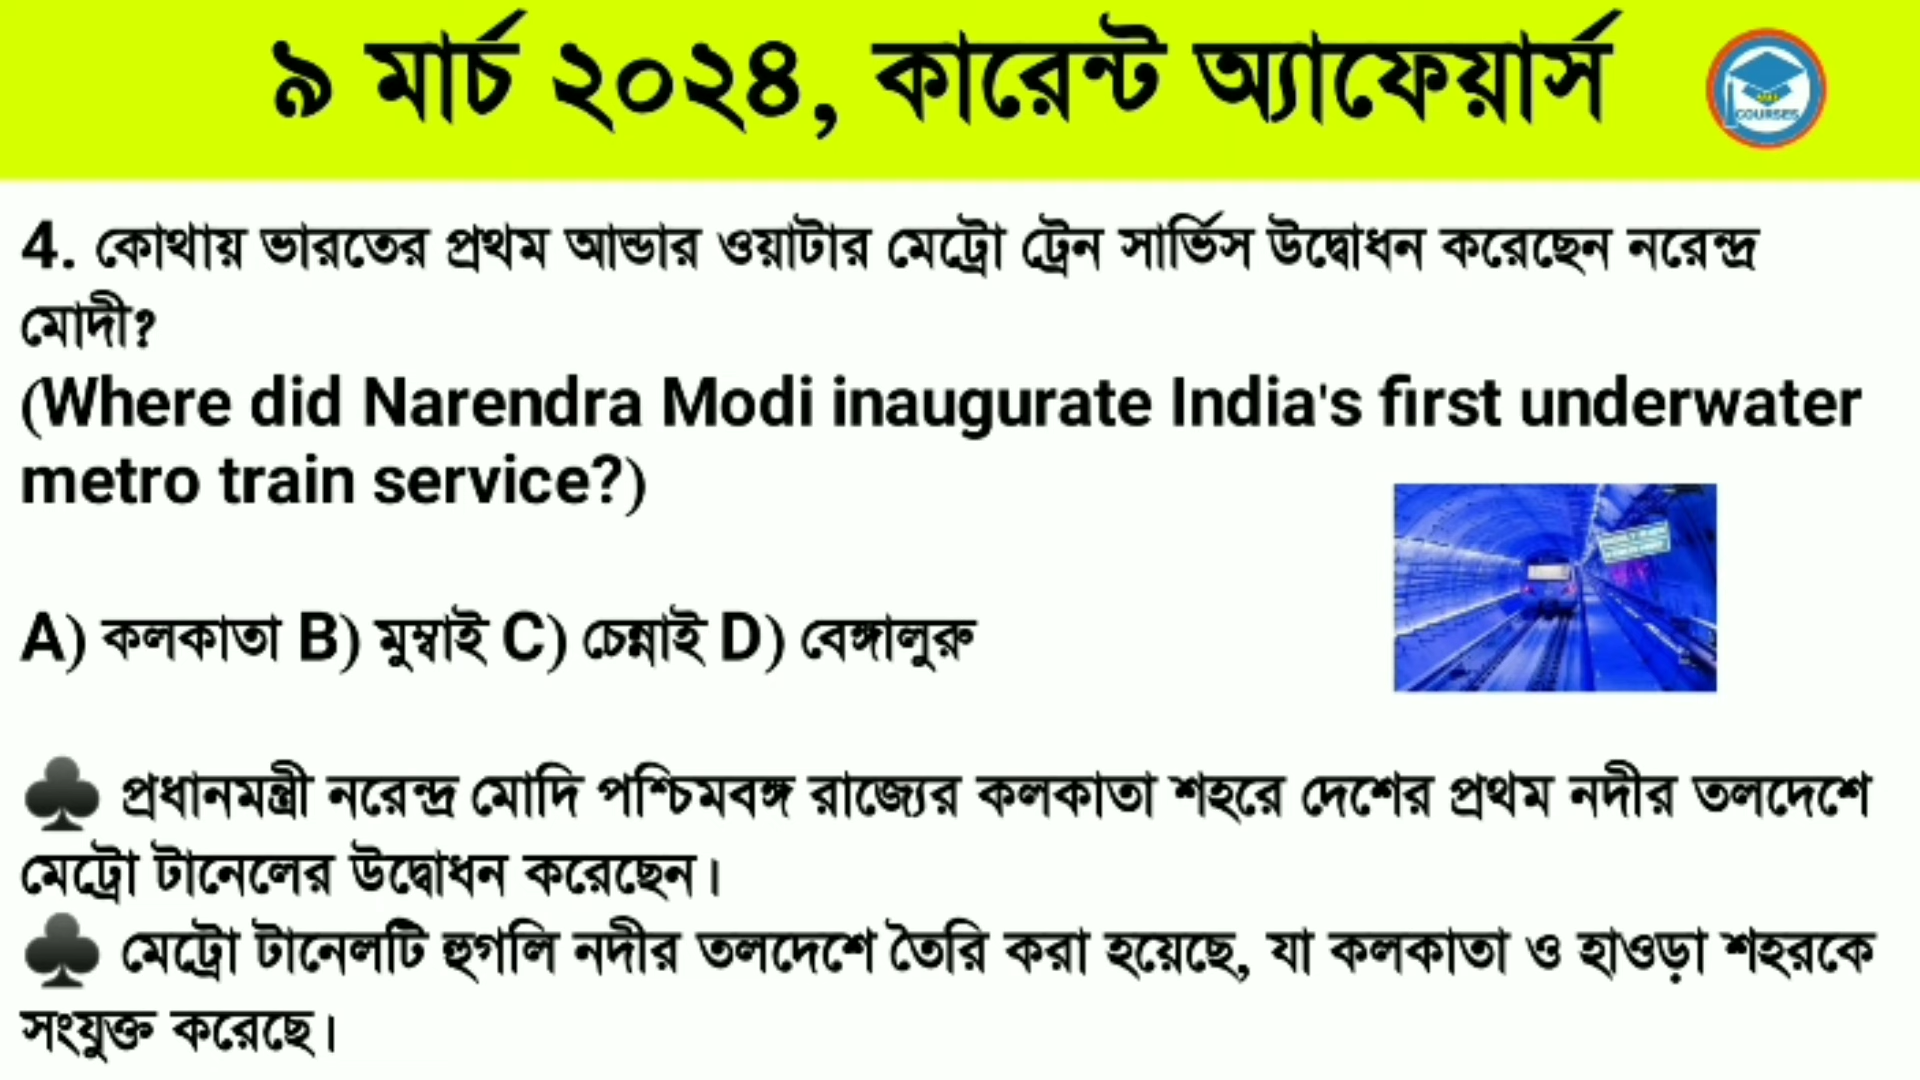 ৯ মার্চ ২০২৪, কারেন্ট অ্যাফেয়ার্স
COURSES
4. কোথায় ভারতের প্রথম আন্ডার ওয়াটার মেট্রো ট্রেন সার্ভিস উদ্বোধন করেছেন নরেন্দ্র
মোদী?
(Where did Narendra Modi inaugurate India's first underwater
metro train service?)
A) কলকাতা B) মুম্বাই C) চেন্নাই D) বেঙ্গালুরু
♣ প্রধানমন্ত্রী নরেন্দ্র মোদি পশ্চিমবঙ্গ রাজ্যের কলকাতা শহরে দেশের প্রথম নদীর তলদেশে
মেট্রো টানেলের উদ্বোধন করেছেন।
♣ মেট্রো টানেলটি হুগলি নদীর তলদেশে তৈরি করা হয়েছে, যা কলকাতা ও হাওড়া শহরকে
সংযুক্ত করেছে।